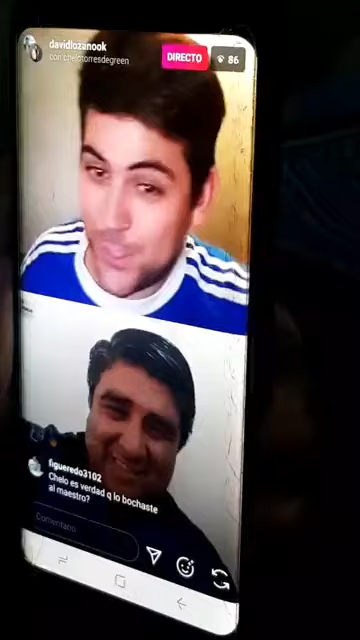 davidlozanook
con chelotorresdegreen
DIRECTO
86
figueredo3102
Chelo es verdad q lo bochaste
al maestro?
Comentario